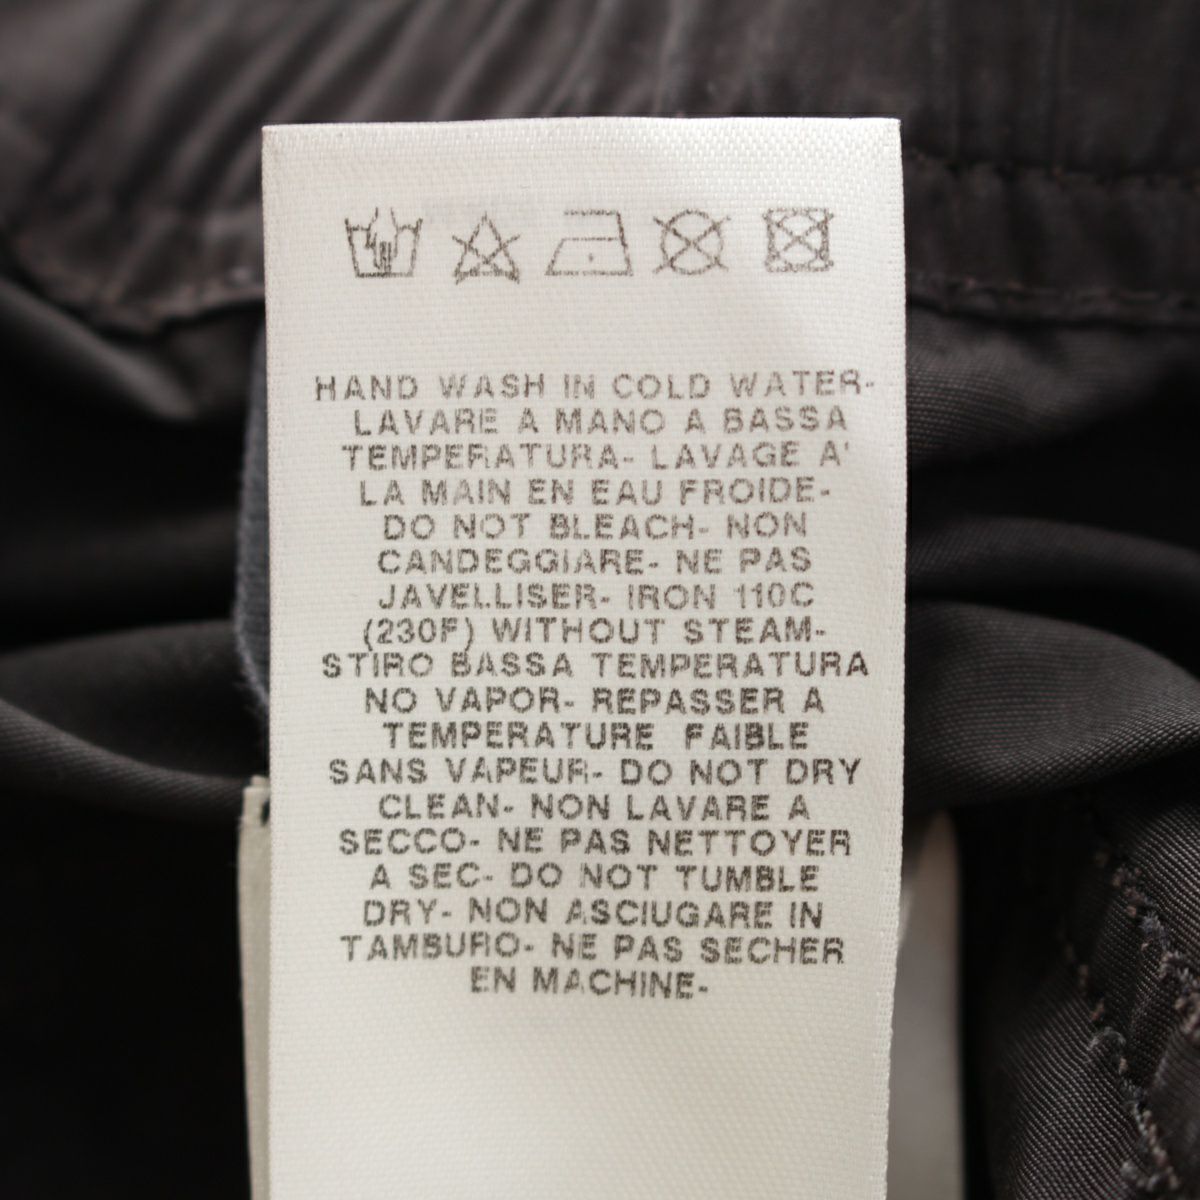 HAND WASH IN COLD WATER-
LAVARE A MANO A BASSA
TEMPERATURA- LAVAGE A'
LA MAIN EN EAU FROIDE-
DO NOT BLEACH- NON
CANDEGGIARE- NE PAS
JAVELLISER- IRON 110C
(230F) WITHOUT STEAM-
STIRO BASSA TEMPERATURA
NO VAPOR- REPASSER A
TEMPERATURE FAIBLE
SANS VAPEUR- DO NOT DRY
CLEAN- NON LAVARE A
SECCO- NE PAS NETTOYER
A SEC- DO NOT TUMBLE
DRY- NON ASCIUGARE IN
TAMBURO- NE PAS SECHER
EN MACHINE-